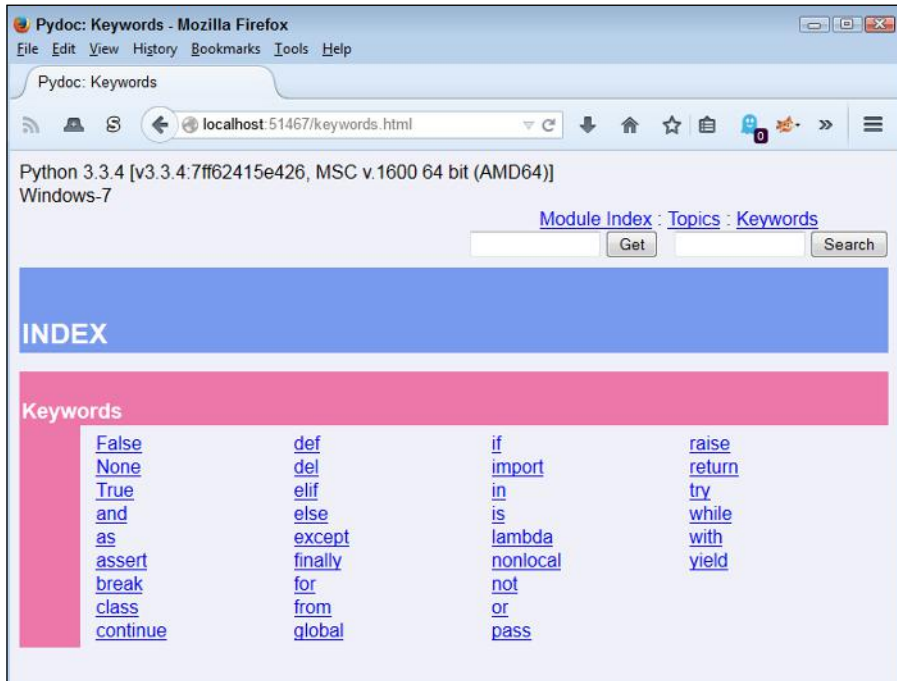 Pydoc: Keywords - Mozilla Firefox
File Edit View History Bookmarks Tools Help
Pydoc: Keywords
S localhost:51467/keywords.html 0
Python 3.3.4 [v3.3.4:7ff62415e426, MSC v.1600 64 bit (AMD64)]
Windows-7
Module Index : Topics : Keywords
Get Search
INDEX
Keywords
False def if raise
None del import return
True elif in try
and else is while
as except lambda with
assert finally nonlocal yield
break for not
class from or
continue global pass